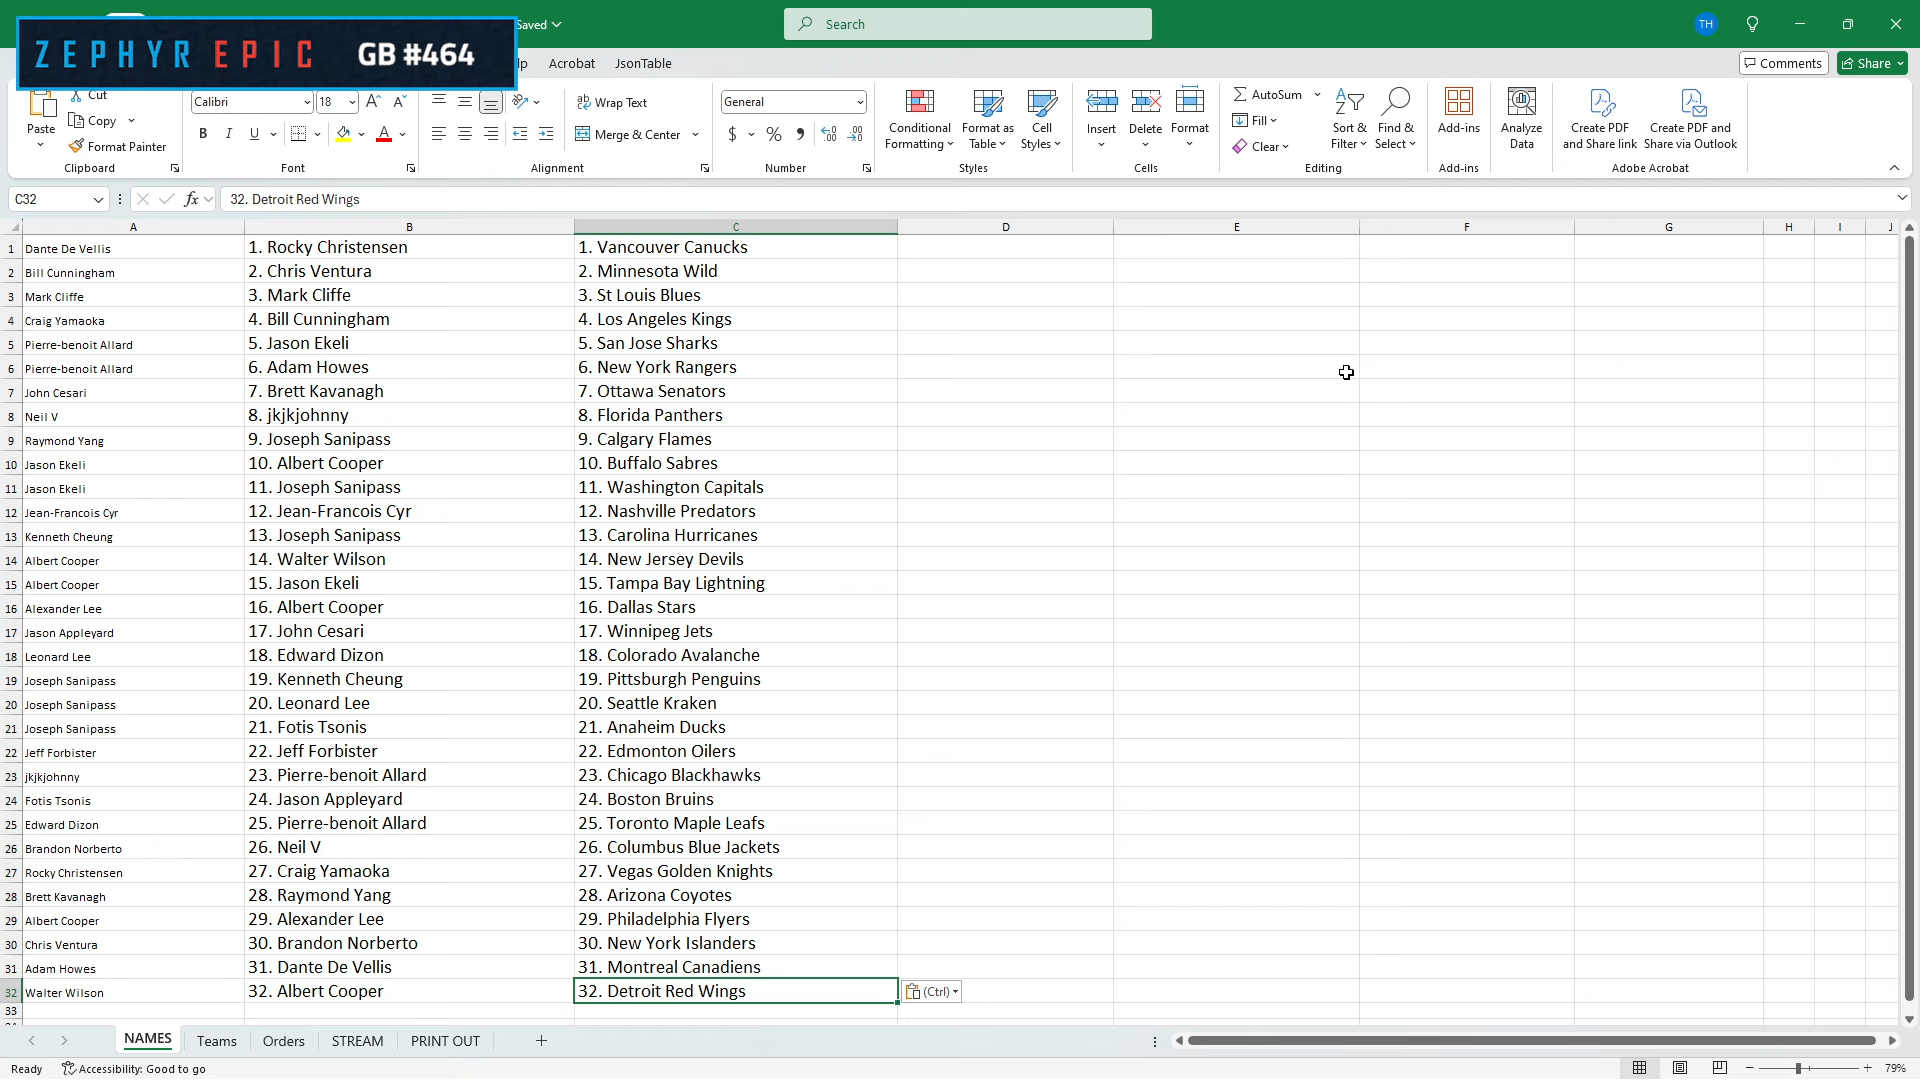 ZEPHYR EPIC GB #464
Saved
Search
TH
Acrobat JsonTable
Comments Share
Paste
Cut
Copy
Format Painter
Clipboard
Calibri 18
B I U
Font
Wrap Text
Merge & Center
Alignment
General
$ % ,
Number
Conditional Formatting
Format as Table
Cell Styles
Styles
Insert
Delete
Format
Cells
AutoSum
Fill
Clear
Sort & Filter
Find & Select
Editing
Add-ins
Add-ins
Analyze Data
Create PDF and Share link
Create PDF and Share via Outlook
Adobe Acrobat
C32 fx 32. Detroit Red Wings
A B C D E F G H I J
1 Dante De Vellis 1. Rocky Christensen 1. Vancouver Canucks
2 Bill Cunningham 2. Chris Ventura 2. Minnesota Wild
3 Mark Cliffe 3. Mark Cliffe 3. St Louis Blues
4 Craig Yamaoka 4. Bill Cunningham 4. Los Angeles Kings
5 Pierre-benoit Allard 5. Jason Ekeli 5. San Jose Sharks
6 Pierre-benoit Allard 6. Adam Howes 6. New York Rangers
7 John Cesari 7. Brett Kavanagh 7. Ottawa Senators
8 Neil V 8. jkjkjohnny 8. Florida Panthers
9 Raymond Yang 9. Joseph Sanipass 9. Calgary Flames
10 Jason Ekeli 10. Albert Cooper 10. Buffalo Sabres
11 Jason Ekeli 11. Joseph Sanipass 11. Washington Capitals
12 Jean-Francois Cyr 12. Jean-Francois Cyr 12. Nashville Predators
13 Kenneth Cheung 13. Joseph Sanipass 13. Carolina Hurricanes
14 Albert Cooper 14. Walter Wilson 14. New Jersey Devils
15 Albert Cooper 15. Jason Ekeli 15. Tampa Bay Lightning
16 Alexander Lee 16. Albert Cooper 16. Dallas Stars
17 Jason Appleyard 17. John Cesari 17. Winnipeg Jets
18 Leonard Lee 18. Edward Dizon 18. Colorado Avalanche
19 Joseph Sanipass 19. Kenneth Cheung 19. Pittsburgh Penguins
20 Joseph Sanipass 20. Leonard Lee 20. Seattle Kraken
21 Joseph Sanipass 21. Fotis Tsonis 21. Anaheim Ducks
22 Jeff Forbister 22. Jeff Forbister 22. Edmonton Oilers
23 jkjkjohnny 23. Pierre-benoit Allard 23. Chicago Blackhawks
24 Fotis Tsonis 24. Jason Appleyard 24. Boston Bruins
25 Edward Dizon 25. Pierre-benoit Allard 25. Toronto Maple Leafs
26 Brandon Norberto 26. Neil V 26. Columbus Blue Jackets
27 Rocky Christensen 27. Craig Yamaoka 27. Vegas Golden Knights
28 Brett Kavanagh 28. Raymond Yang 28. Arizona Coyotes
29 Albert Cooper 29. Alexander Lee 29. Philadelphia Flyers
30 Chris Ventura 30. Brandon Norberto 30. New York Islanders
31 Adam Howes 31. Dante De Vellis 31. Montreal Canadiens
32 Walter Wilson 32. Albert Cooper 32. Detroit Red Wings (Ctrl)
33
NAMES Teams Orders STREAM PRINT OUT
Ready Accessibility: Good to go 79%